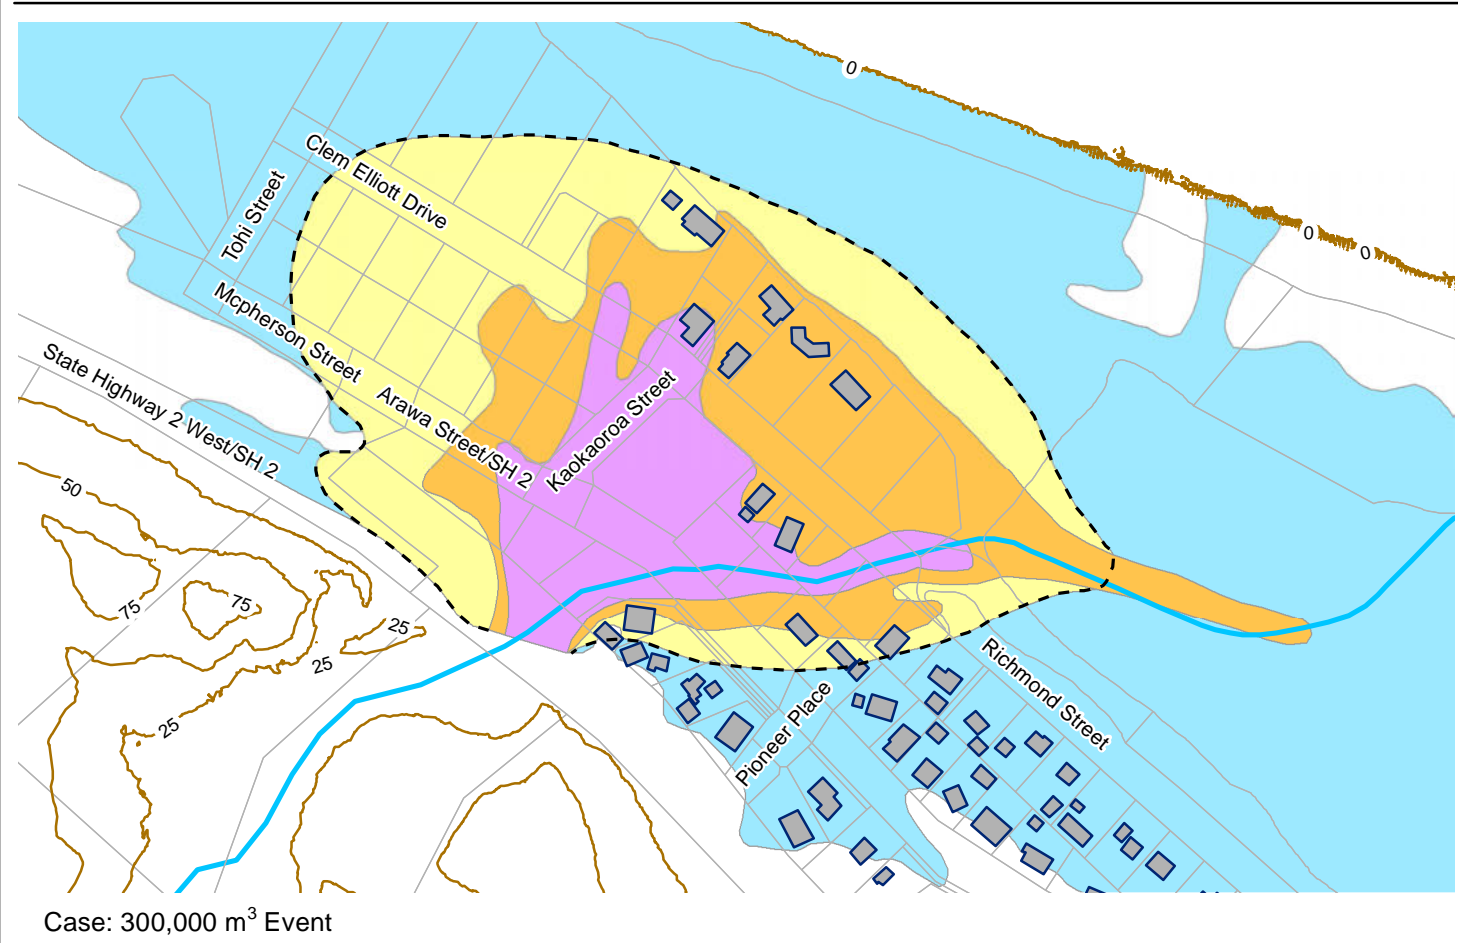 0
Clem Elliott Drive
Tohi Street
0
0
Mcpherson Street
State Highway 2 West/SH 2
Arawa Street/SH 2
Kaokaoroa Street
50
75
75
25
25
25
Richmond Street
Pioneer Place
Case: 300,000 m³ Event